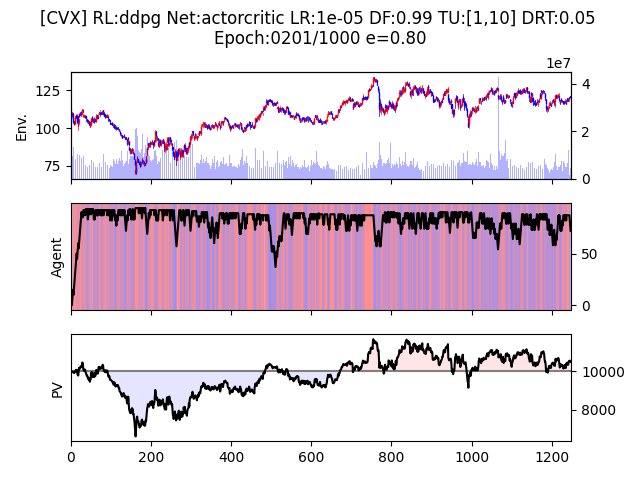 [CVX] RL:ddpg Net:actorcritic LR:1e-05 DF:0.99 TU:[1,10] DRT:0.05
Epoch:0201/1000 e=0.80
1e7
125
100
75
Env.
4
2
0
Agent
50
0
PV
10000
8000
0
200
400
600
800
1000
1200